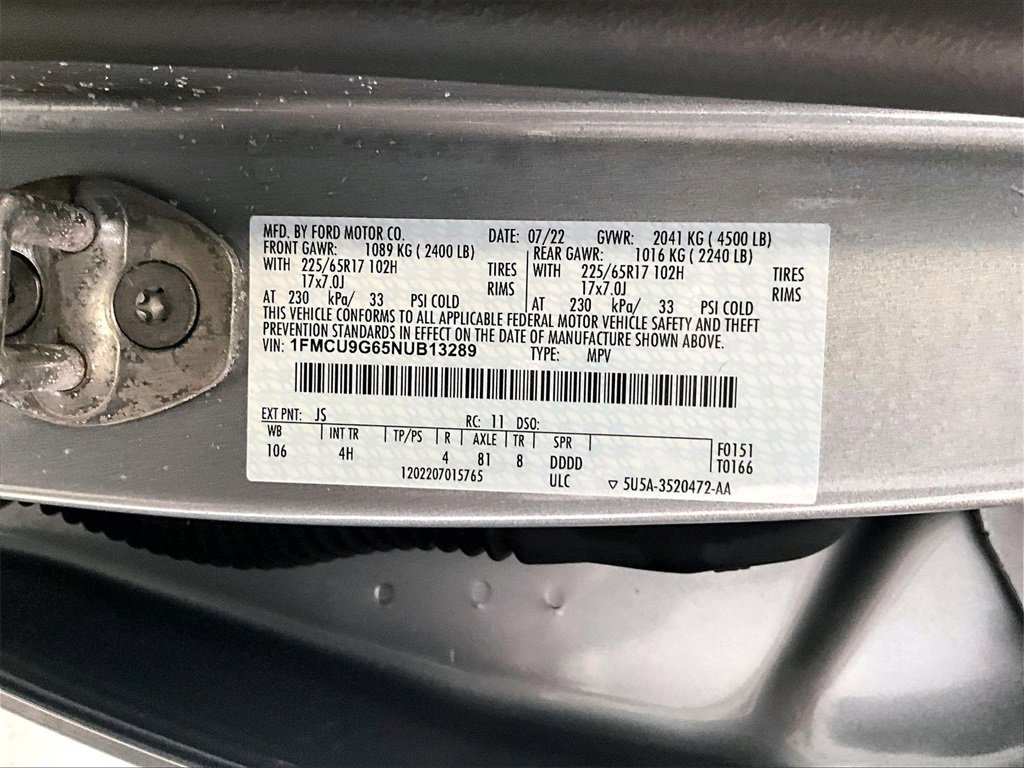 MFD. BY FORD MOTOR CO. DATE: 07/22 GVWR: 2041 KG ( 4500 LB)
FRONT GAWR: 1089 KG ( 2400 LB) REAR GAWR: 1016 KG ( 2240 LB)
WITH 225/65R17 102H TIRES WITH 225/65R17 102H TIRES
17x7.0J RIMS 17x7.0J RIMS
AT 230 kPa/ 33 PSI COLD AT 230 kPa/ 33 PSI COLD
THIS VEHICLE CONFORMS TO ALL APPLICABLE FEDERAL MOTOR VEHICLE SAFETY AND THEFT
PREVENTION STANDARDS IN EFFECT ON THE DATE OF MANUFACTURE SHOWN ABOVE.
VIN: 1FMCU9G65NUB13289 TYPE: MPV
EXT PNT: JS RC: 11 DSO:
WB INT TR TP/PS R AXLE TR SPR F0151
106 4H 4 81 8 DDDD T0166
1202207015765 ULC ▽ 5U5A-3520472-AA